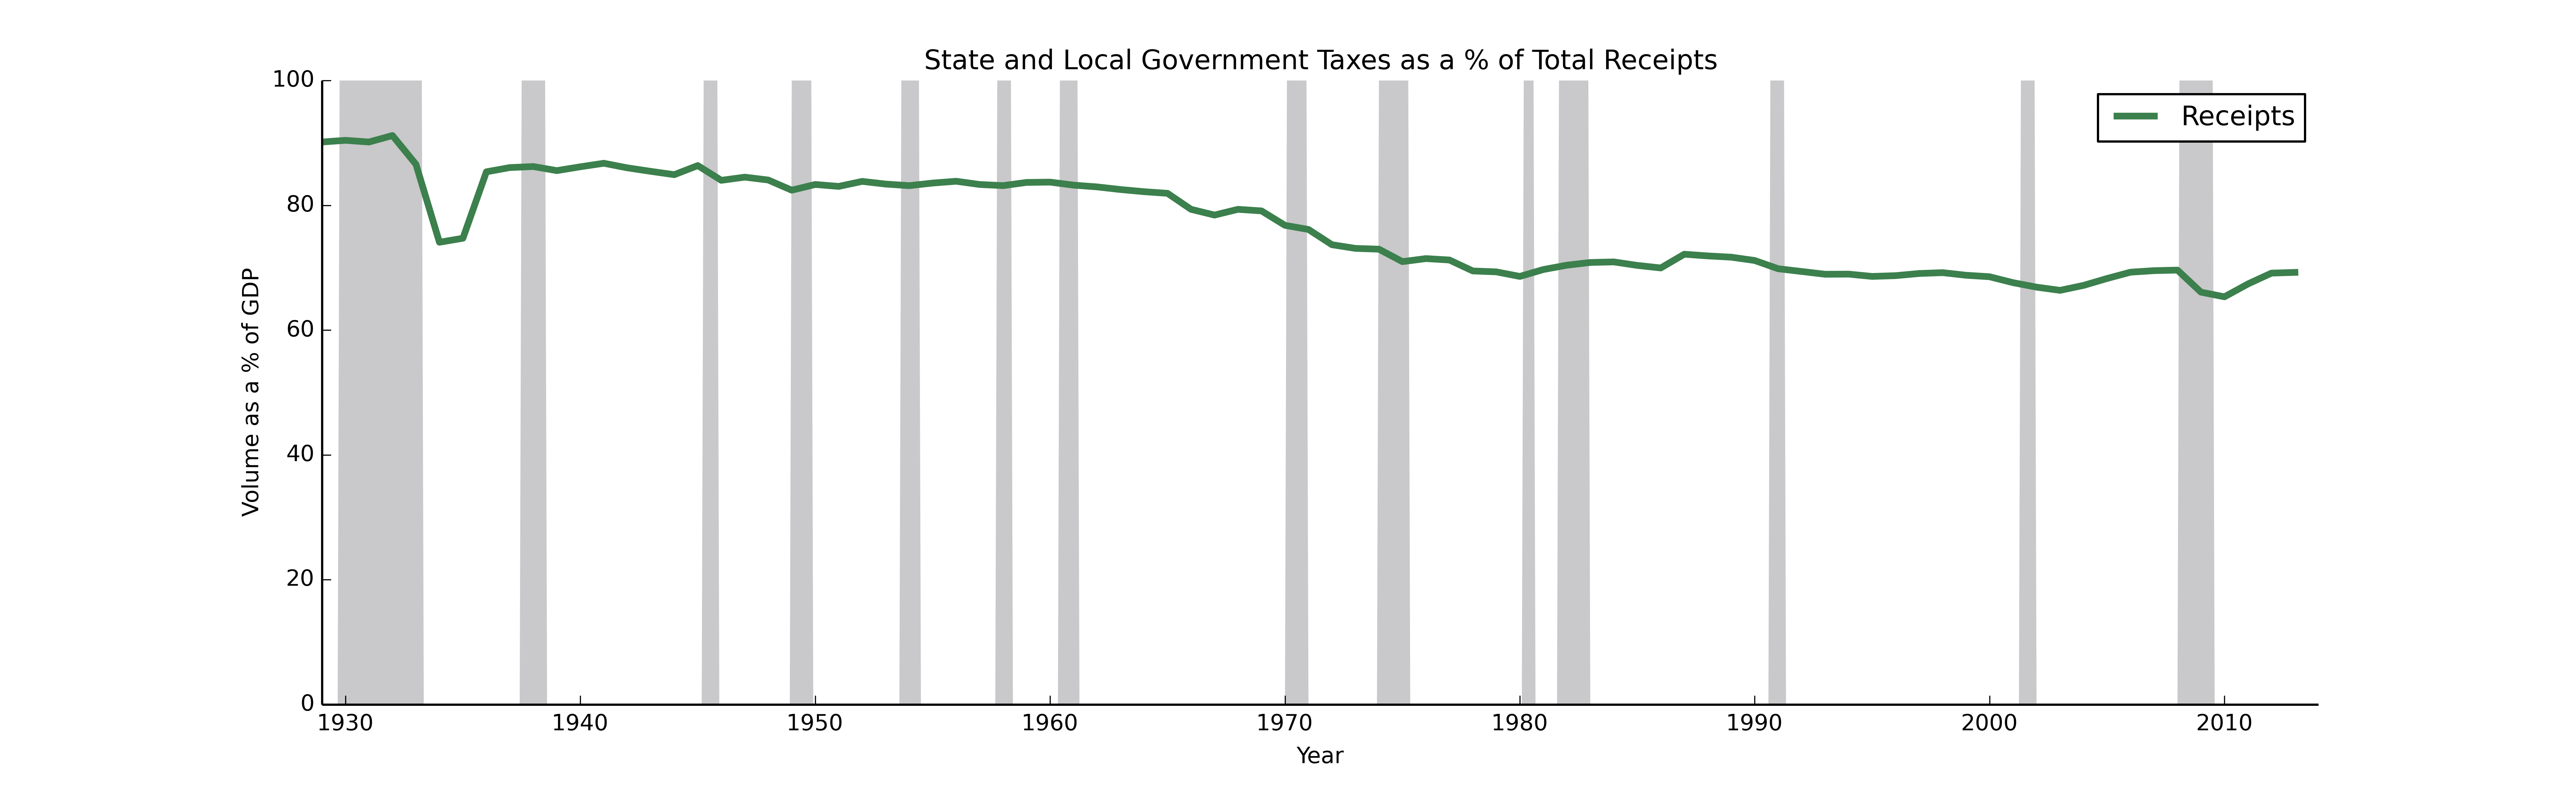 State and Local Government Taxes as a % of Total Receipts
100
80
60
40
20
0
Volume as a % of GDP
Receipts
1930 1940 1950 1960 1970 1980 1990 2000 2010
Year